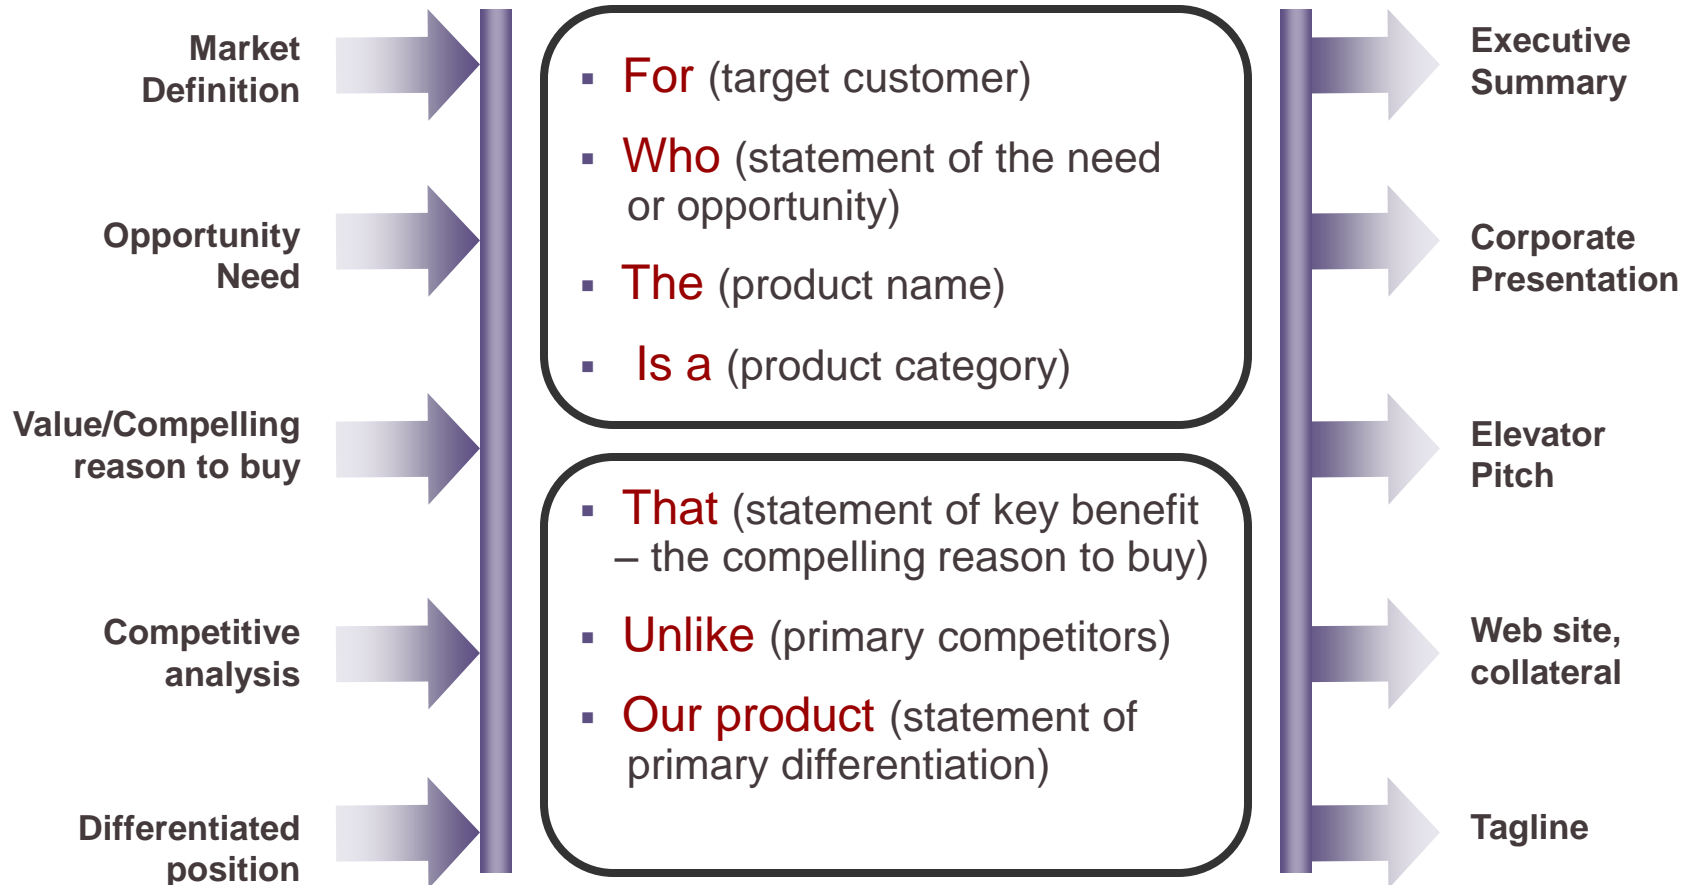 Market
Definition
Opportunity
Need
Value/Compelling
reason to buy
Competitive
analysis
Differentiated
position
▪ For (target customer)
▪ Who (statement of the need
or opportunity)
▪ The (product name)
▪ Is a (product category)
▪ That (statement of key benefit
– the compelling reason to buy)
▪ Unlike (primary competitors)
▪ Our product (statement of
primary differentiation)
Executive
Summary
Corporate
Presentation
Elevator
Pitch
Web site,
collateral
Tagline